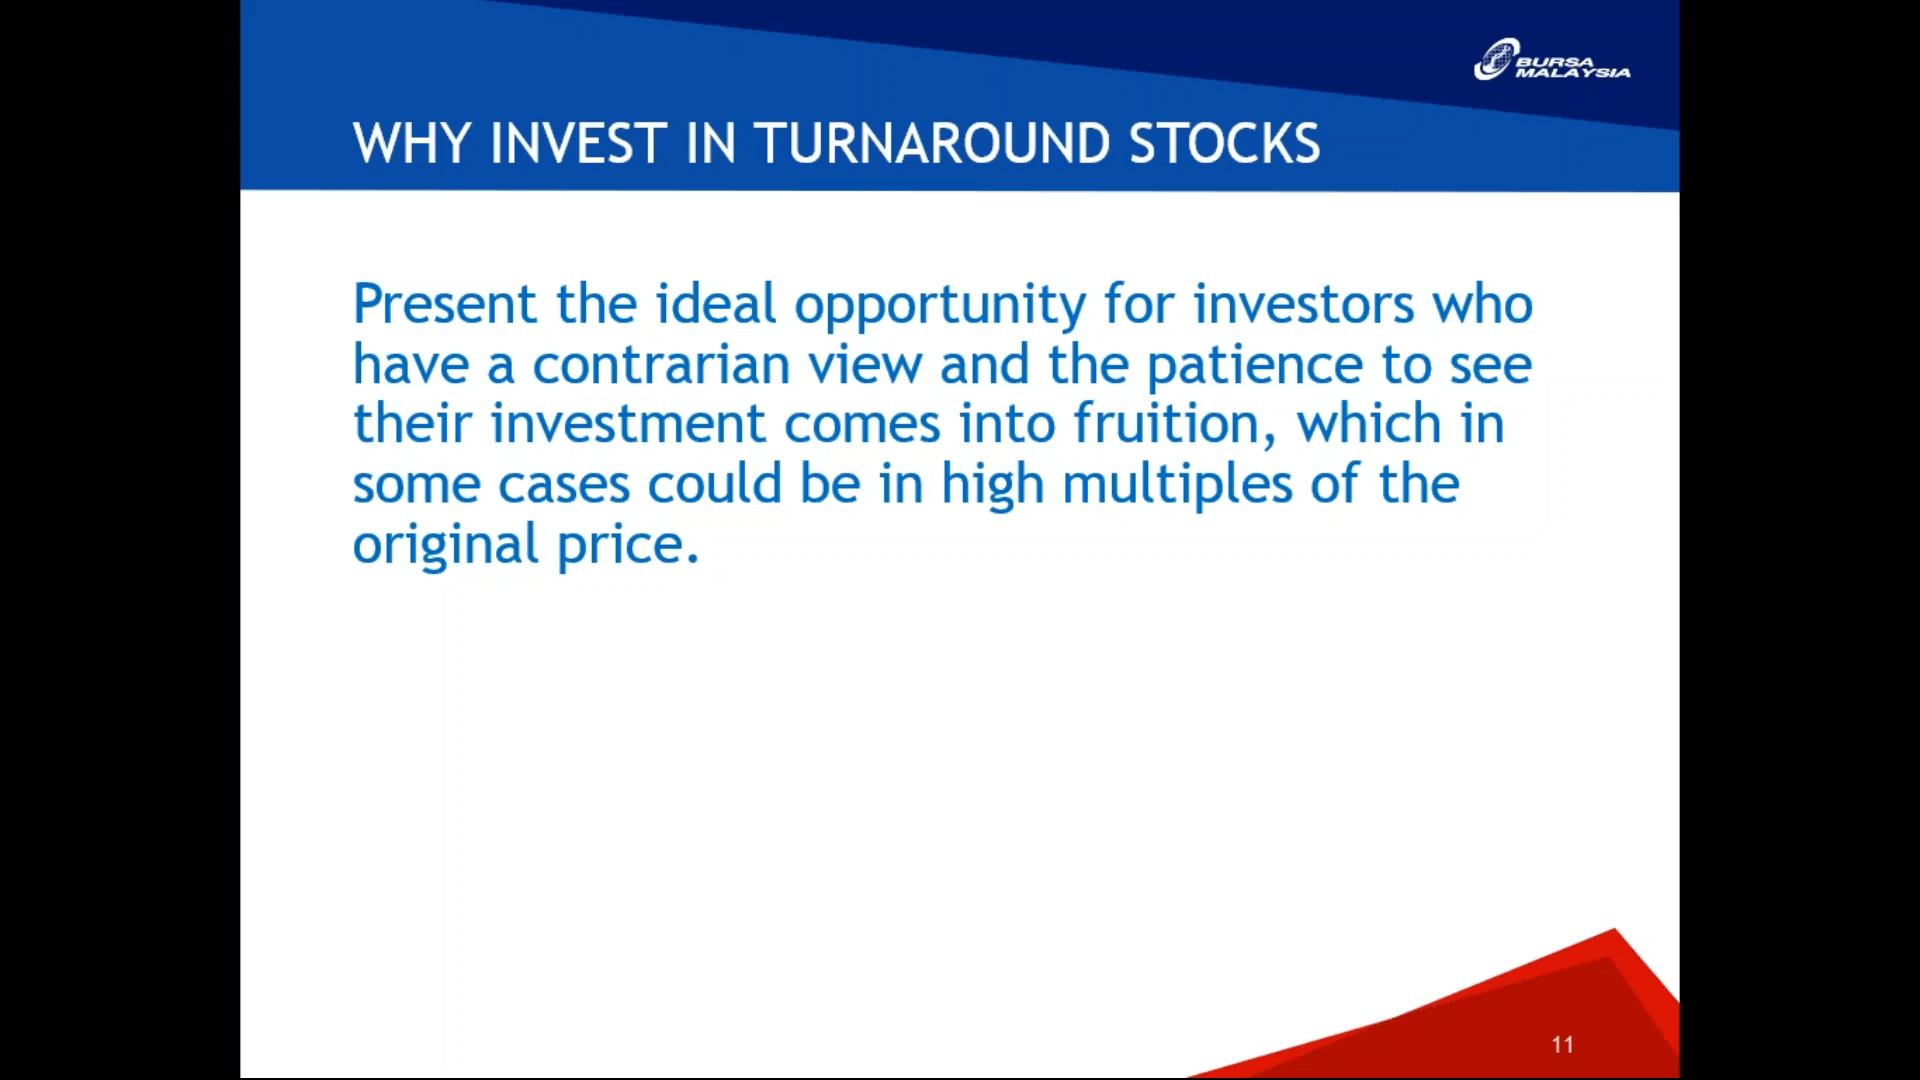 BURSA
MALAYSIA
WHY INVEST IN TURNAROUND STOCKS
Present the ideal opportunity for investors who
have a contrarian view and the patience to see
their investment comes into fruition, which in
some cases could be in high multiples of the
original price.
11